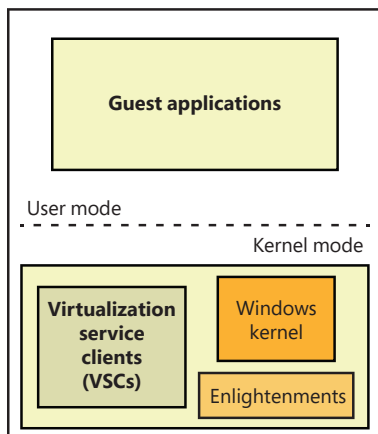 Guest applications
User mode
Kernel mode
Virtualization
service
clients
(VSCs)
Windows
kernel
Enlightenments